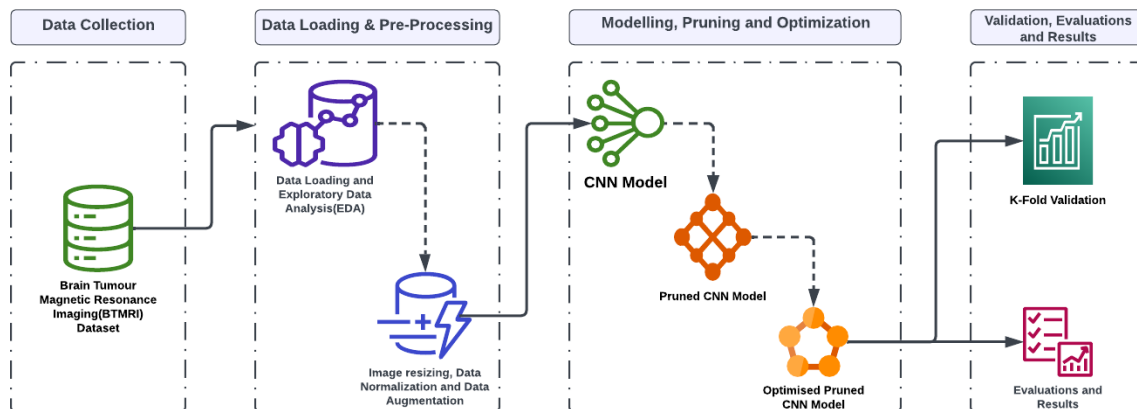 Data Collection
Data Loading & Pre-Processing
Modelling, Pruning and Optimization
Validation, Evaluations
and Results
Brain Tumour
Magnetic Resonance
Imaging(BTMRI)
Dataset
Data Loading and
Exploratory Data
Analysis(EDA)
Image resizing, Data
Normalization and Data
Augmentation
CNN Model
Pruned CNN Model
Optimised Pruned
CNN Model
K-Fold Validation
Evaluations and
Results